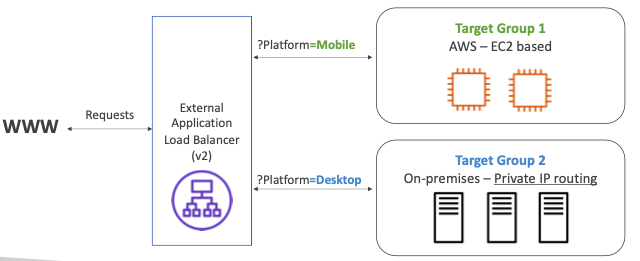 WWW
Requests
External
Application
Load Balancer
(v2)
?Platform=Mobile
Target Group 1
AWS – EC2 based
?Platform=Desktop
Target Group 2
On-premises – Private IP routing